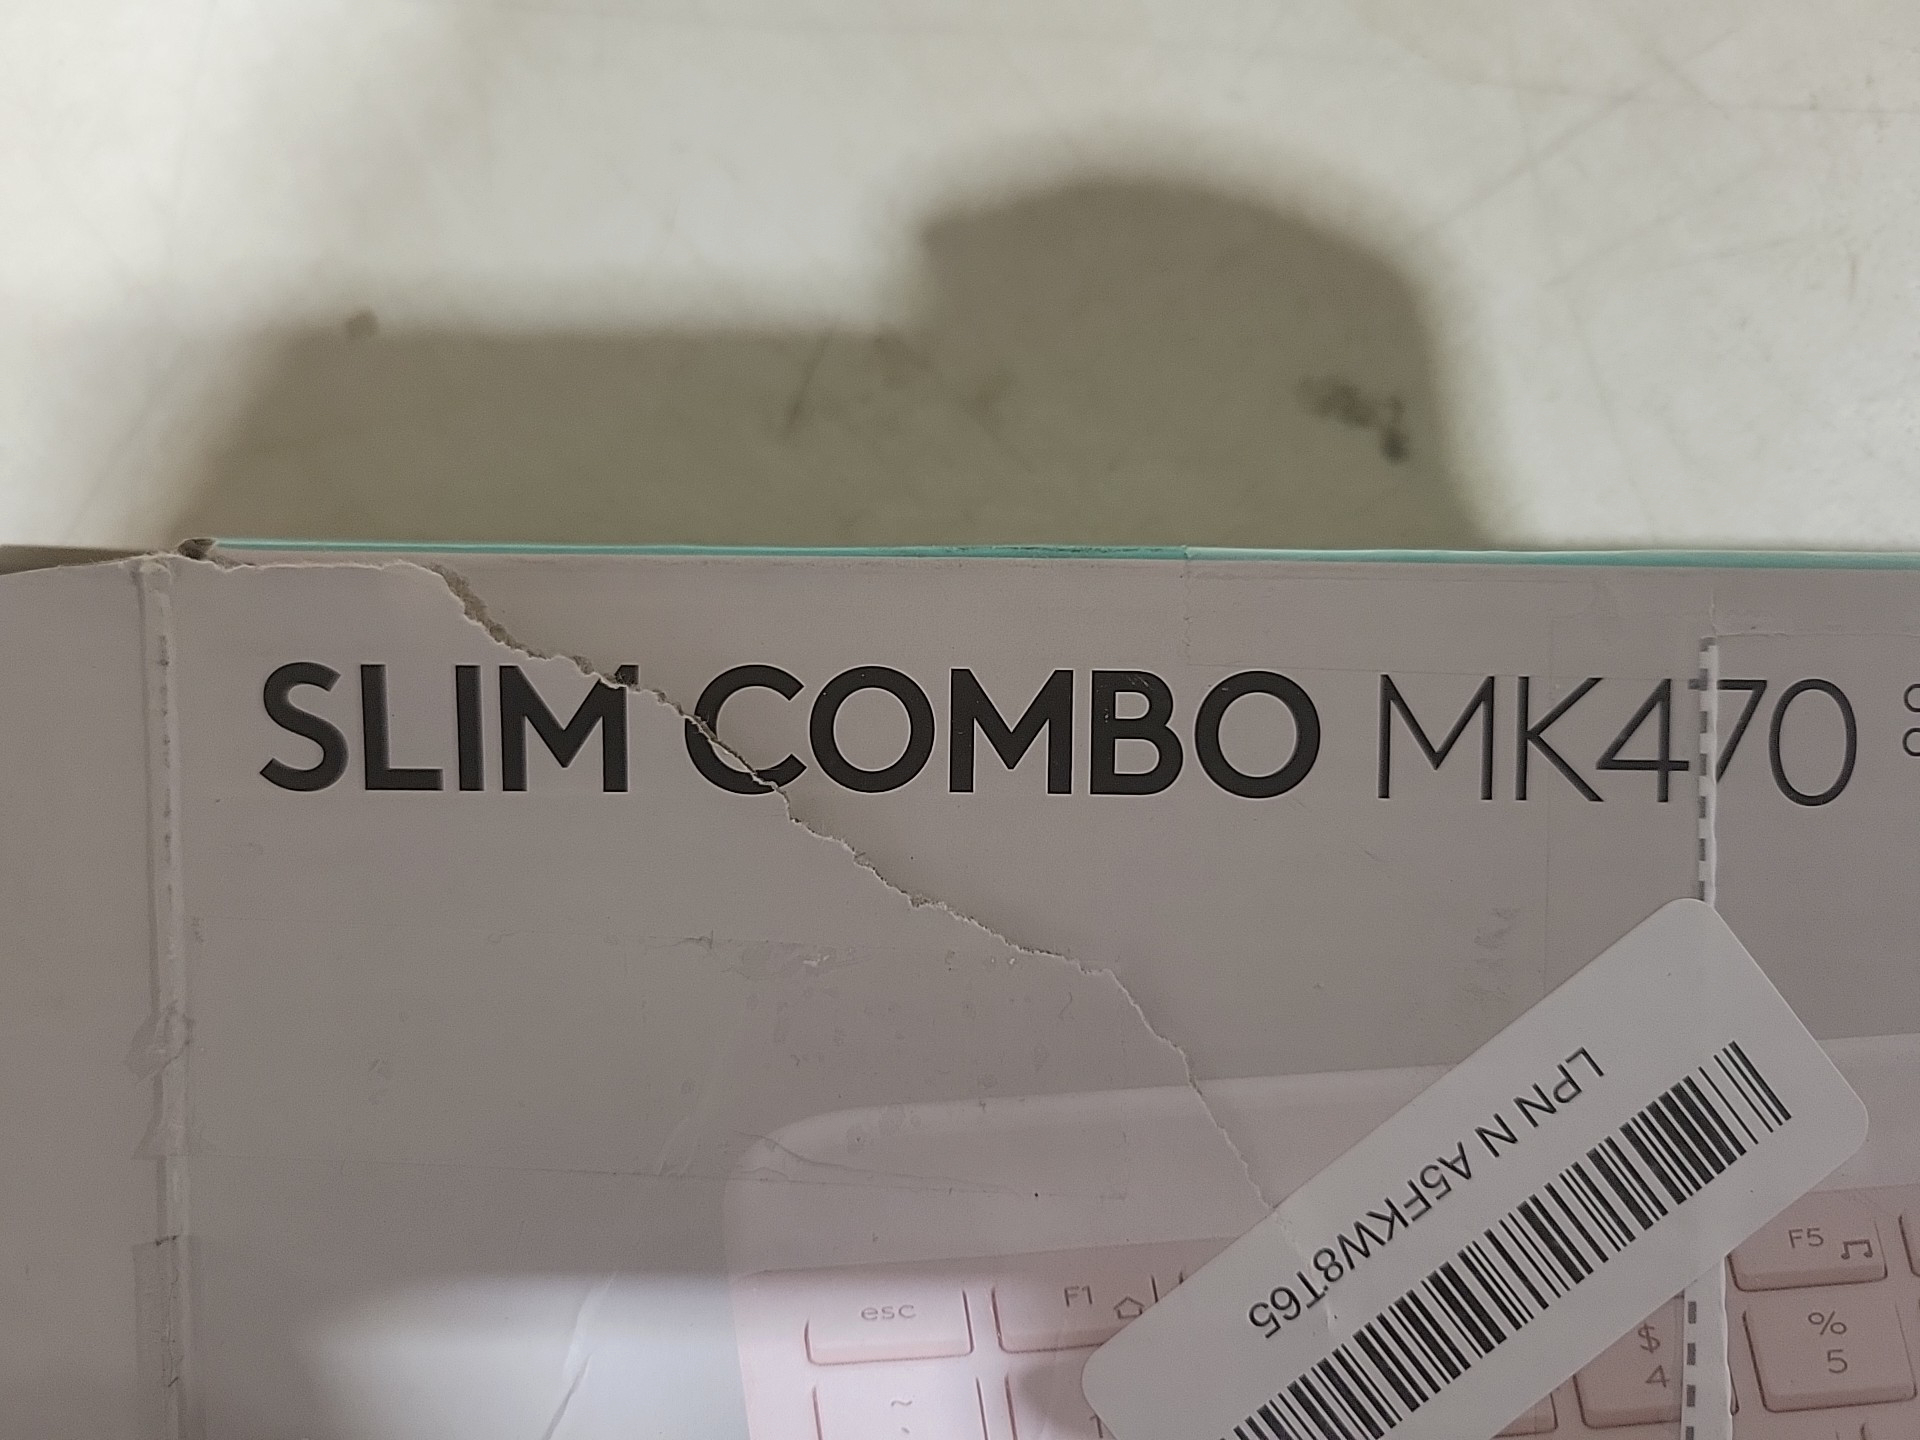 SLIM COMBO MK470
LPN N A5FKW8T65
esc F1 F5
$ %
4 5
~